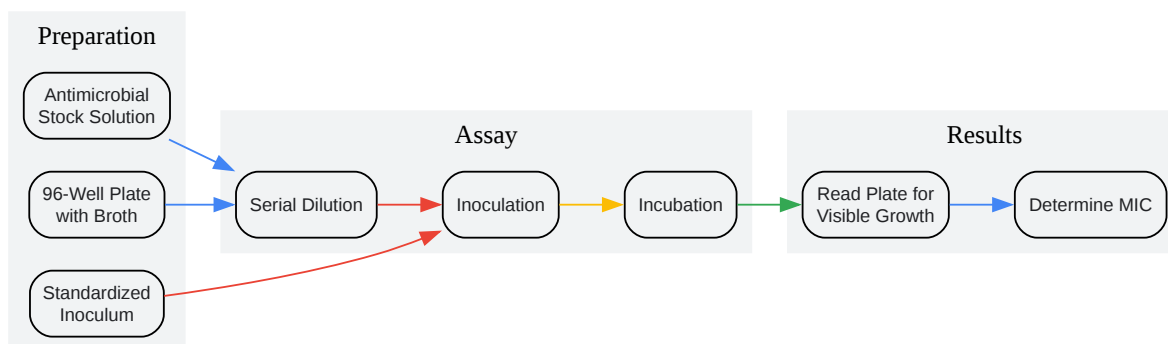 Preparation
Antimicrobial
Stock Solution
96-Well Plate
with Broth
Standardized
Inoculum
Assay
Serial Dilution
Inoculation
Incubation
Results
Read Plate for
Visible Growth
Determine MIC